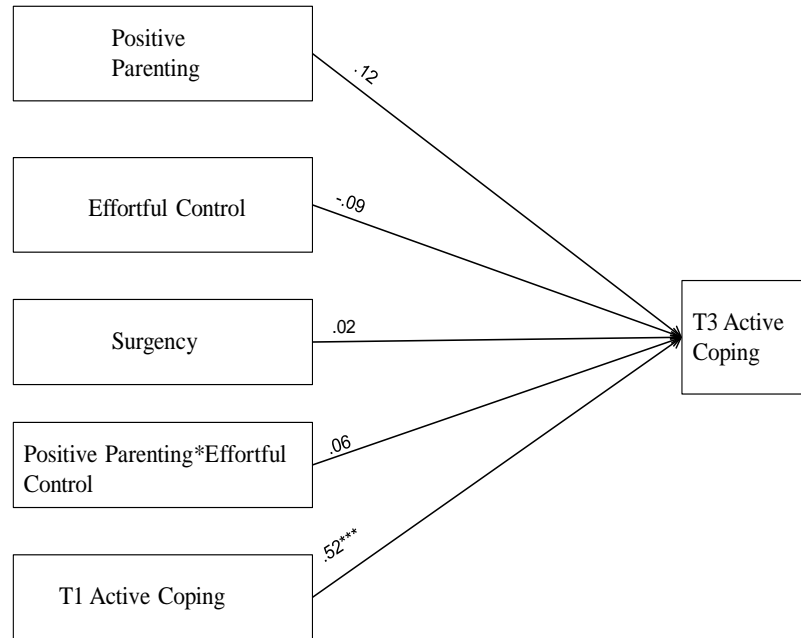 Positive
Parenting
.12
Effortful Control
-.09
Surgency
.02
T3 Active
Coping
Positive Parenting*Effortful
Control
.06
.52***
T1 Active Coping